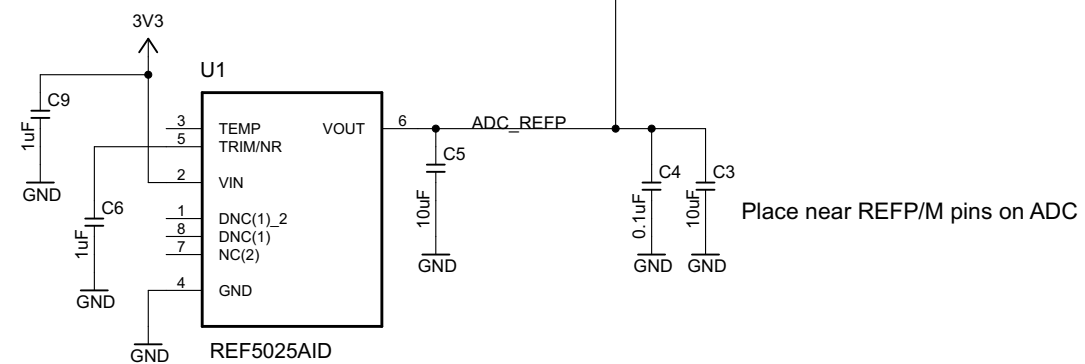 3V3
U1
C9
1uF
GND
3
TEMP
VOUT
6
ADC_REFP
5
TRIM/NR
C5
10uF
GND
C4
0.1uF
GND
C3
10uF
GND
2
VIN
C6
1uF
GND
Place near REFP/M pins on ADC
1
DNC(1)_2
8
DNC(1)
7
NC(2)
4
GND
GND
REF5025AID